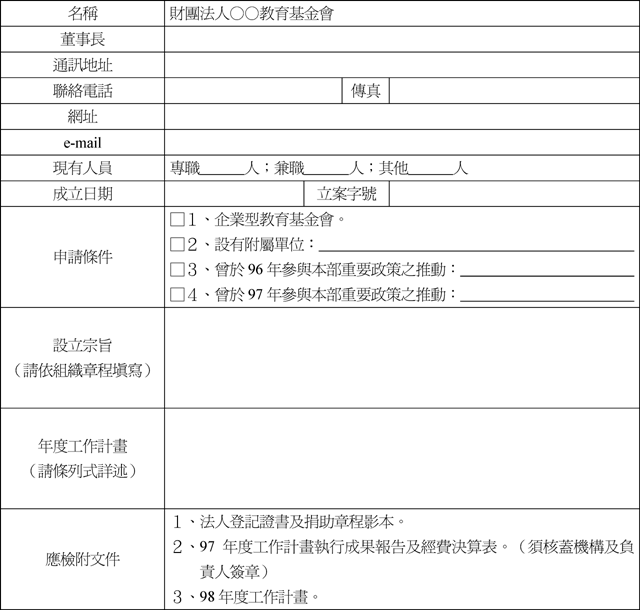 名稱 財團法人○○教育基金會
董事長
通訊地址
聯絡電話 傳真
網址
e-mail
現有人員 專職______人；兼職______人；其他______人
成立日期 立案字號
申請條件
□１、企業型教育基金會。
□２、設有附屬單位：
□３、曾於 96 年參與本部重要政策之推動：
□４、曾於 97 年參與本部重要政策之推動：
設立宗旨
（請依組織章程填寫）
年度工作計畫
（請條列式詳述）
應檢附文件
１、法人登記證書及捐助章程影本。
２、97 年度工作計畫執行成果報告及經費決算表。（須核蓋機構及負
責人簽章）
３、98 年度工作計畫。